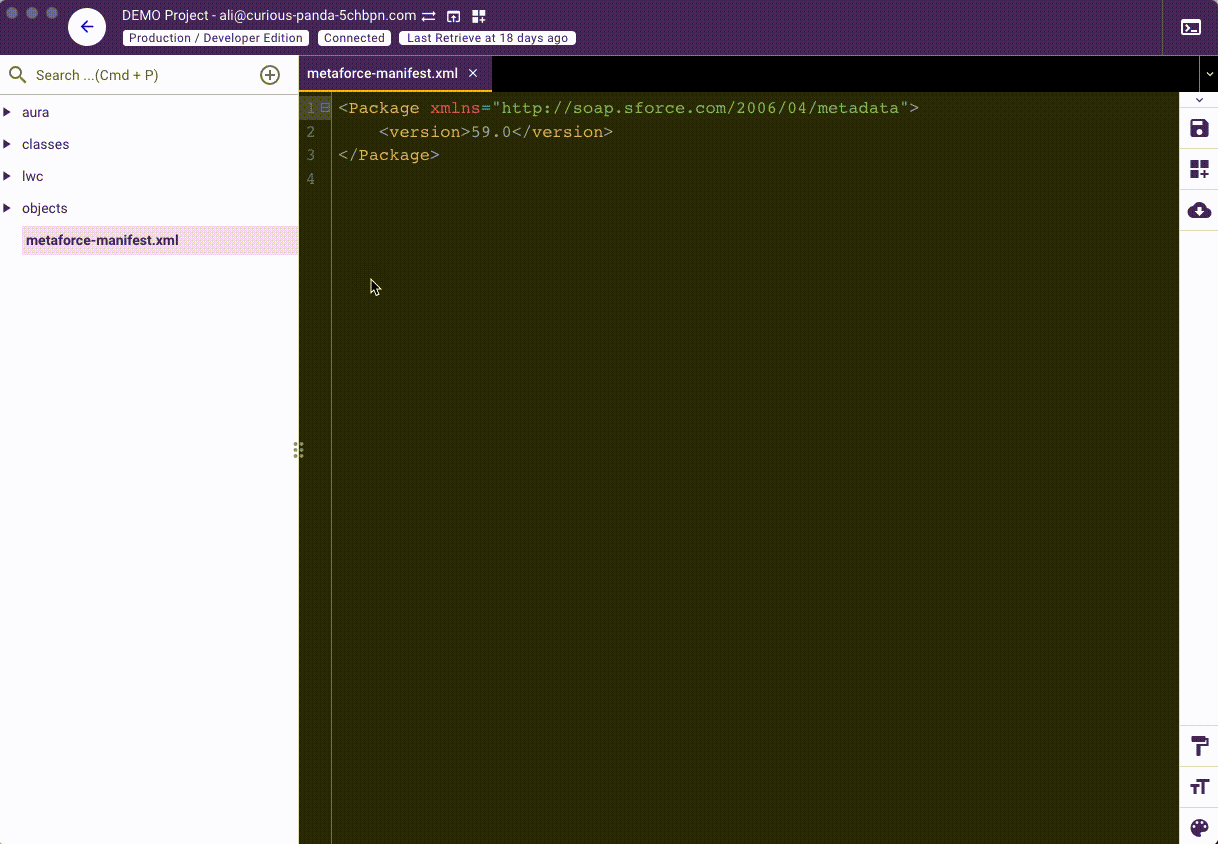 DEMO Project - ali@curious-panda-5chbpn.com
Production / Developer Edition Connected Last Retrieve at 18 days ago
Search ...(Cmd + P)
metaforce-manifest.xml
aura
classes
lwc
objects
metaforce-manifest.xml
1 <Package xmlns="http://soap.sforce.com/2006/04/metadata">
2 <version>59.0</version>
3 </Package>
4